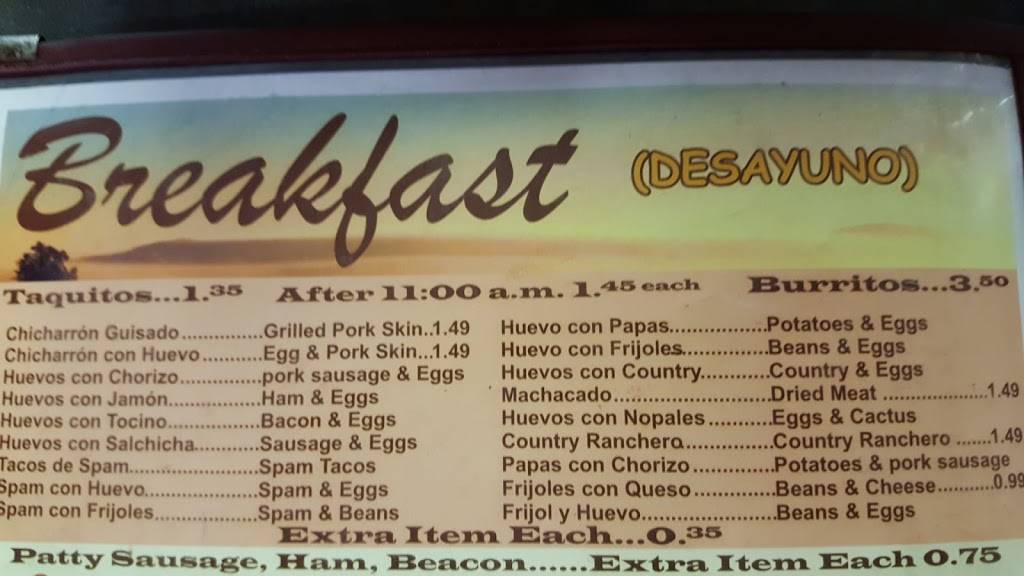 Breakfast (DESAYUNO)
Taquitos...1.35 After 11:00 a.m. 1.45 each Burritos...3.50
Chicharrón Guisado..............Grilled Pork Skin..1.49
Chicharrón con Huevo..........Egg & Pork Skin...1.49
Huevos con Chorizo..............pork sausage & Eggs
Huevos con Jamón................Ham & Eggs
Huevos con Tocino................Bacon & Eggs
Huevos con Salchicha...........Sausage & Eggs
Tacos de Spam......................Spam Tacos
Spam con Huevo...................Spam & Eggs
Spam con Frijoles..................Spam & Beans
Huevo con Papas.................Potatoes & Eggs
Huevo con Frijoles...............Beans & Eggs
Huevos con Country............Country & Eggs
Machacado...........................Dried Meat .....................1.49
Huevos con Nopales ...........Eggs & Cactus
Country Ranchero................Country Ranchero .......1.49
Papas con Chorizo ..............Potatoes & pork sausage
Frijoles con Queso ..............Beans & Cheese...........0.99
Frijol y Huevo.......................Beans & Eggs
Extra Item Each...0.35
Patty Sausage, Ham, Beacon......Extra Item Each 0.75